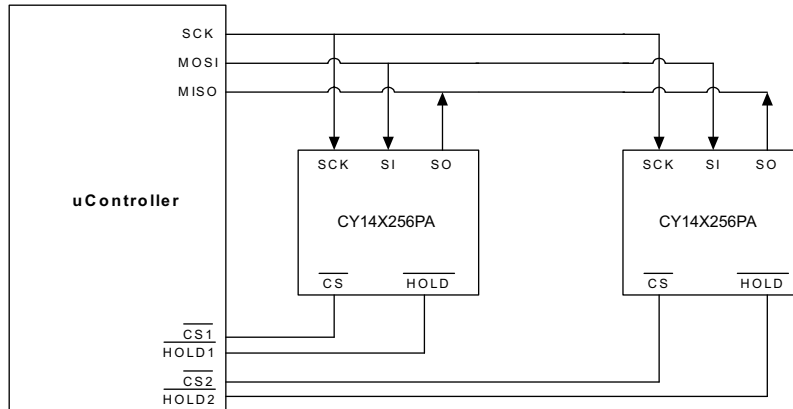 SCK
MOSI
MISO
uController
SCK SI SO
CY14X256PA
CS HOLD
SCK SI SO
CY14X256PA
CS HOLD
CS1
HOLD1
CS2
HOLD2